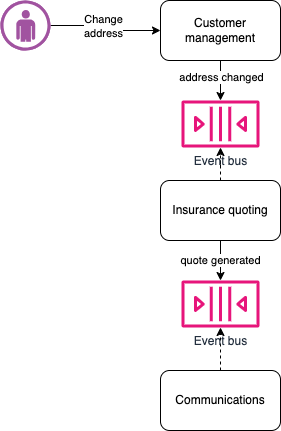 Change
address
Customer
management
address changed
Event bus
Insurance quoting
quote generated
Event bus
Communications